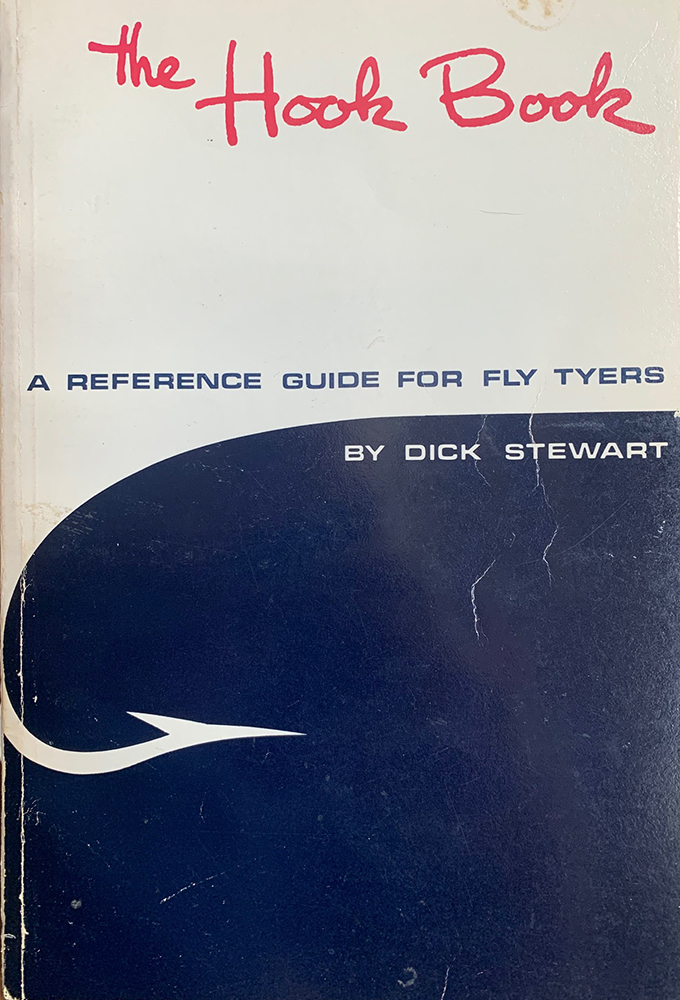 the Hook Book
A REFERENCE GUIDE FOR FLY TYERS
BY DICK STEWART